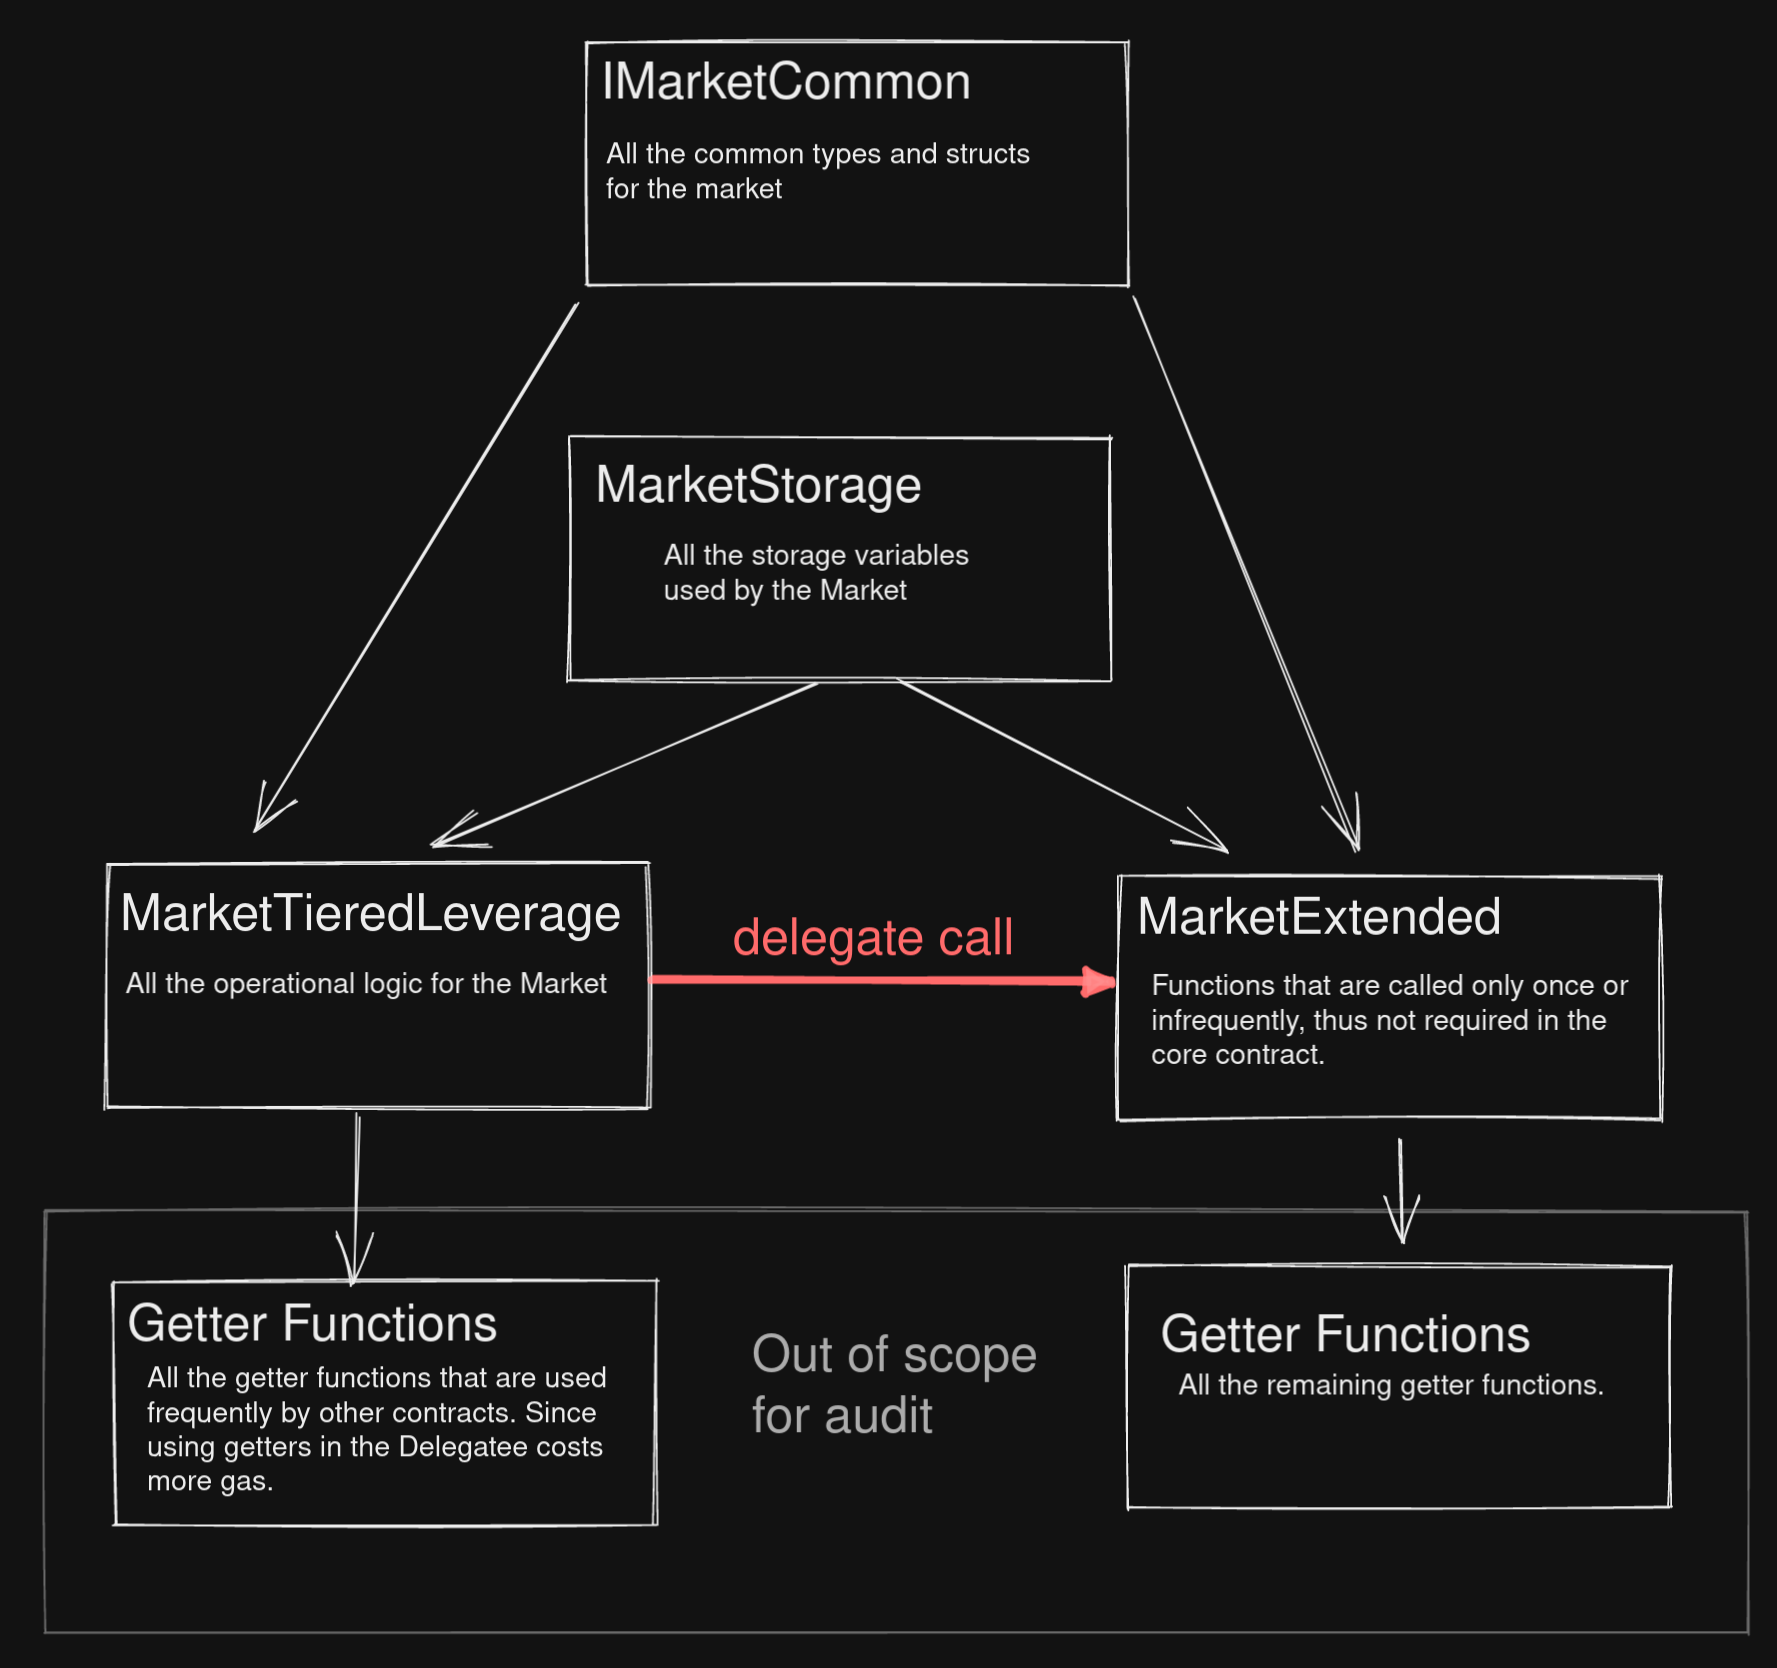 IMarketCommon
All the common types and structs
for the market
MarketStorage
All the storage variables
used by the Market
MarketTieredLeverage
All the operational logic for the Market
delegate call
MarketExtended
Functions that are called only once or
infrequently, thus not required in the
core contract.
Getter Functions
All the getter functions that are used
frequently by other contracts. Since
using getters in the Delegatee costs
more gas.
Out of scope
for audit
Getter Functions
All the remaining getter functions.